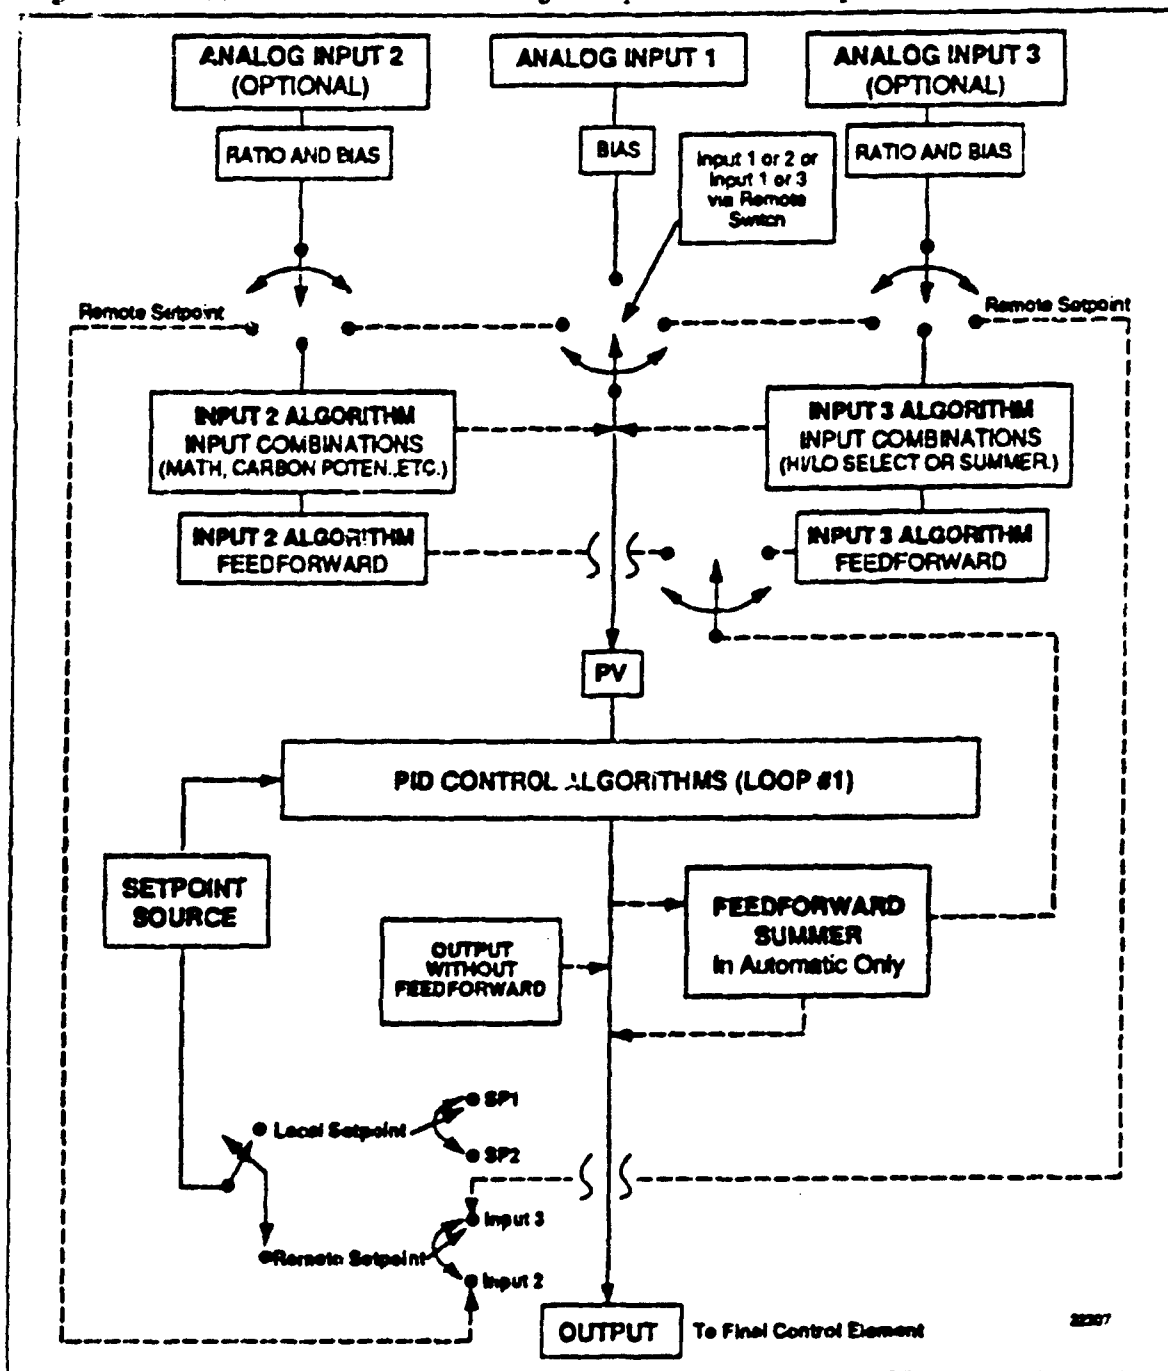 ANALOG INPUT 2
(OPTIONAL)
ANALOG INPUT 1
ANALOG INPUT 3
(OPTIONAL)
RATIO AND BIAS
BIAS
Input 1 or 2 or
Input 1 or 3
via Remote
Switch
RATIO AND BIAS
Remote Setpoint
Remote Setpoint
INPUT 2 ALGORITHM
INPUT COMBINATIONS
(MATH, CARBON POTEN.,ETC.)
INPUT 3 ALGORITHM
INPUT COMBINATIONS
(HI/LO SELECT OR SUMMER.)
INPUT 2 ALGORITHM
FEEDFORWARD
INPUT 3 ALGORITHM
FEEDFORWARD
PV
PID CONTROL ALGORITHMS (LOOP #1)
SETPOINT
SOURCE
FEEDFORWARD
SUMMER
In Automatic Only
OUTPUT
WITHOUT
FEEDFORWARD
SP1
Local Setpoint
SP2
Input 3
Remote Setpoint
Input 2
OUTPUT
To Final Control Element
22207